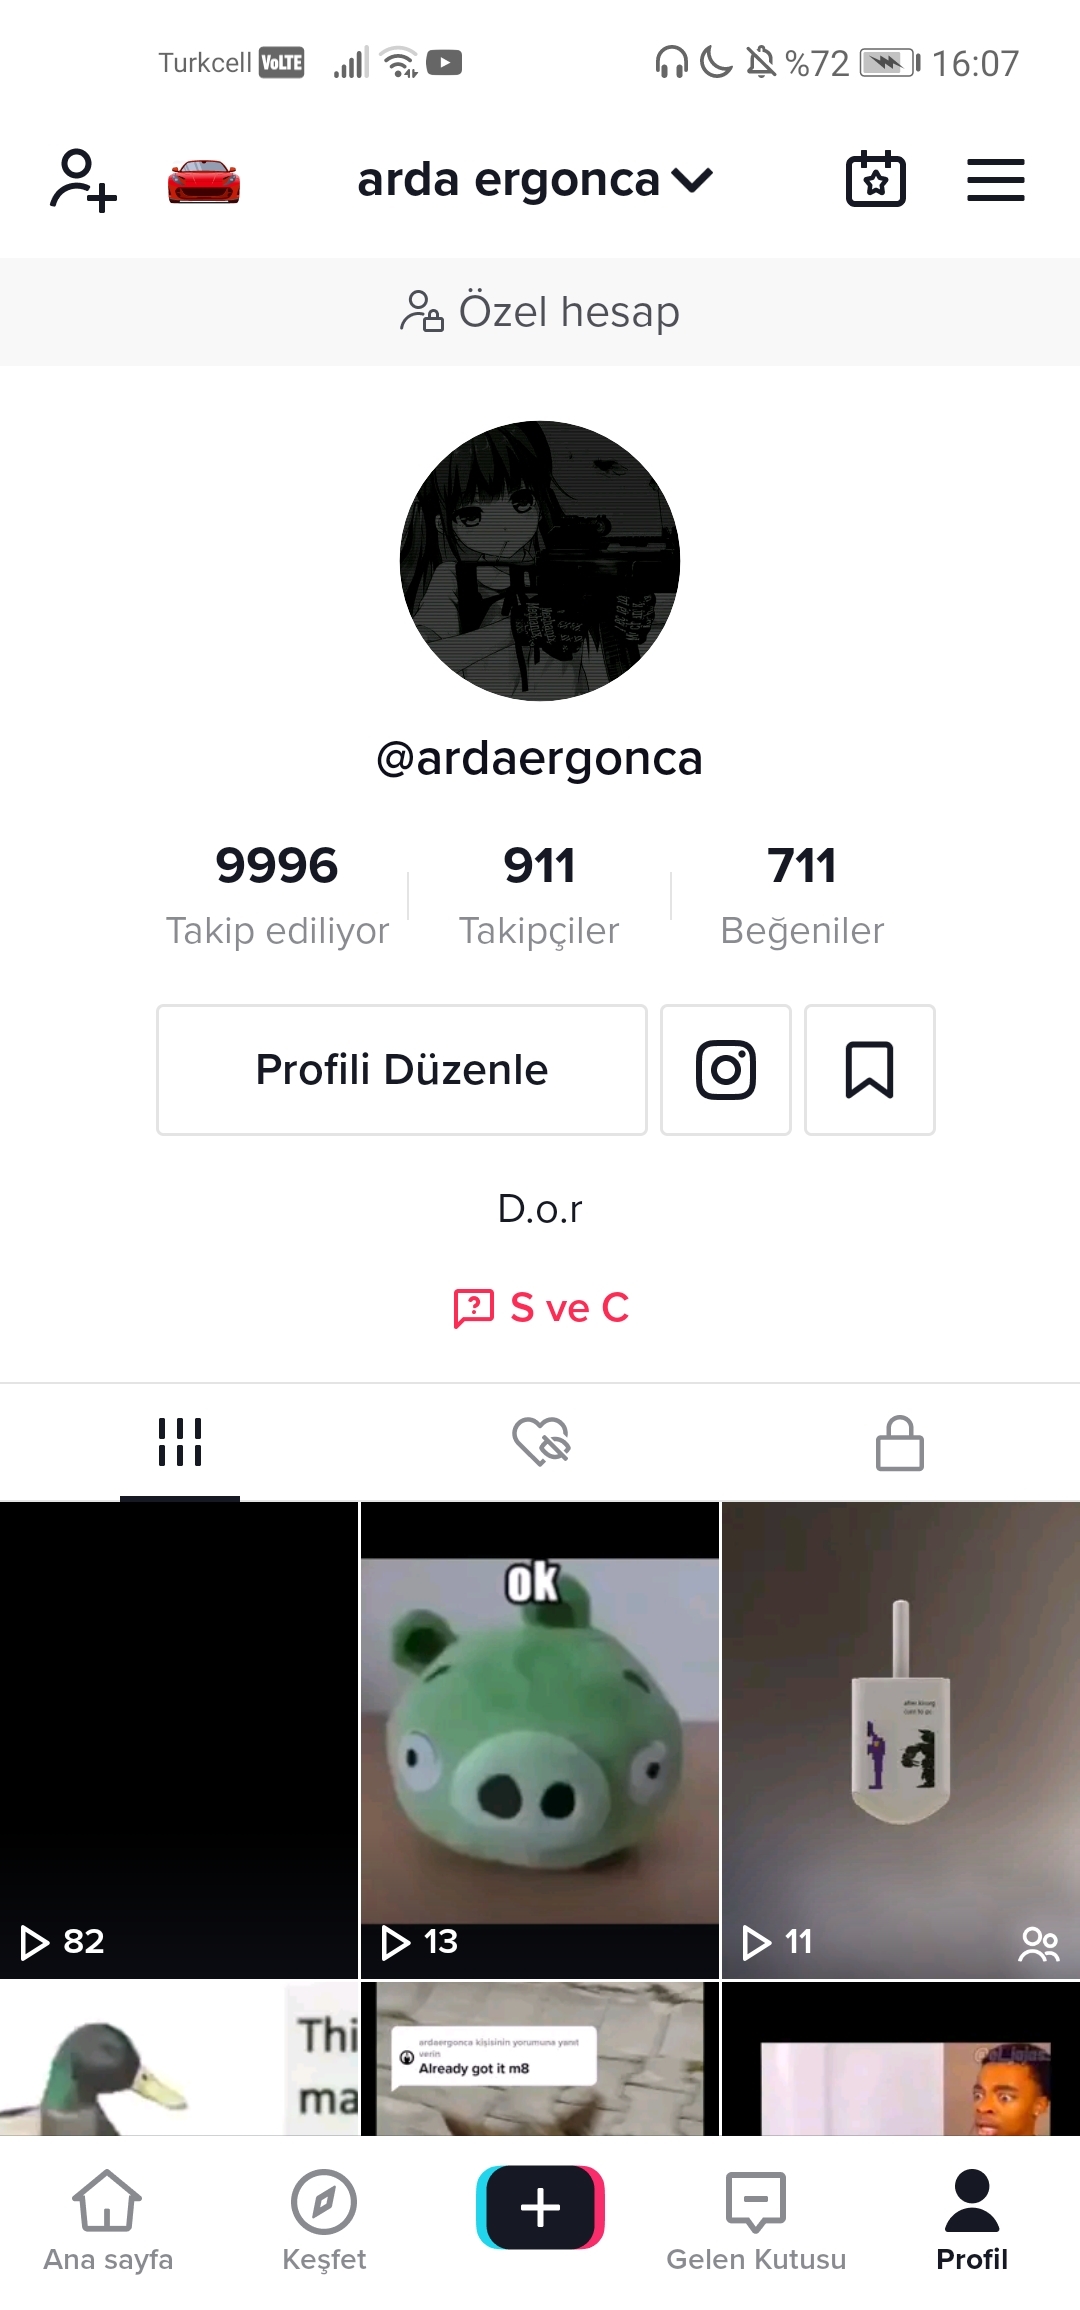 Turkcell VoLTE %72 16:07
arda ergonca
Özel hesap
@ardaergonca
9996 911 711
Takip ediliyor Takipçiler Beğeniler
Profili Düzenle
D.o.r
S ve C
ok
82 13 11
Thi
ma
ardaergonca kişisinin yorumuna yanıt
verin
Already got it m8
Ana sayfa Keşfet Gelen Kutusu Profil